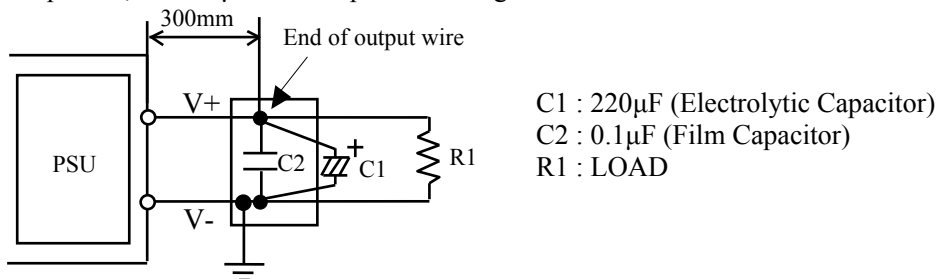 300mm
End of output wire
V+
C1 : 220μF (Electrolytic Capacitor)
C2 : 0.1μF (Film Capacitor)
R1 : LOAD
PSU
C2
+
C1
R1
V-